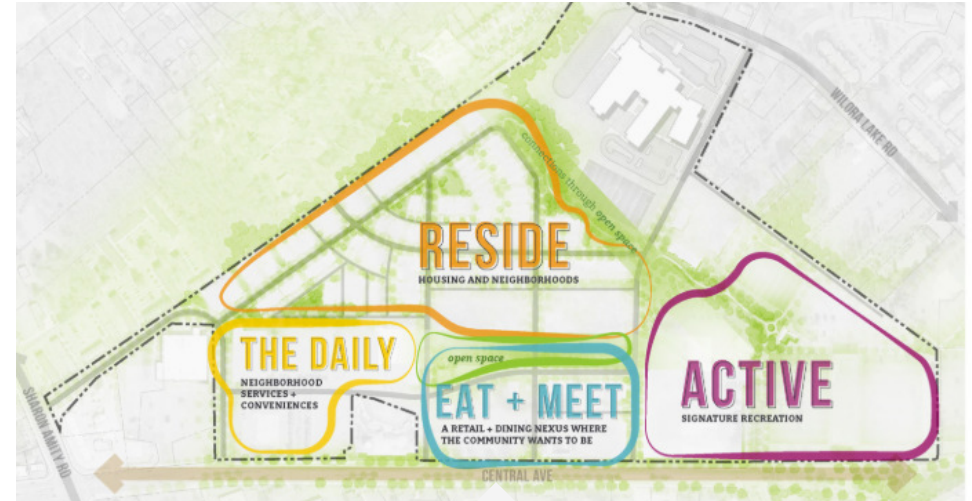 WILORA LAKE RD
connections through open space
RESIDE
HOUSING AND NEIGHBORHOODS
THE DAILY
NEIGHBORHOOD
SERVICES +
CONVENIENCES
open space
EAT + MEET
A RETAIL + DINING NEXUS WHERE
THE COMMUNITY WANTS TO BE
ACTIVE
SIGNATURE RECREATION
SHARON AMITY RD
CENTRAL AVE